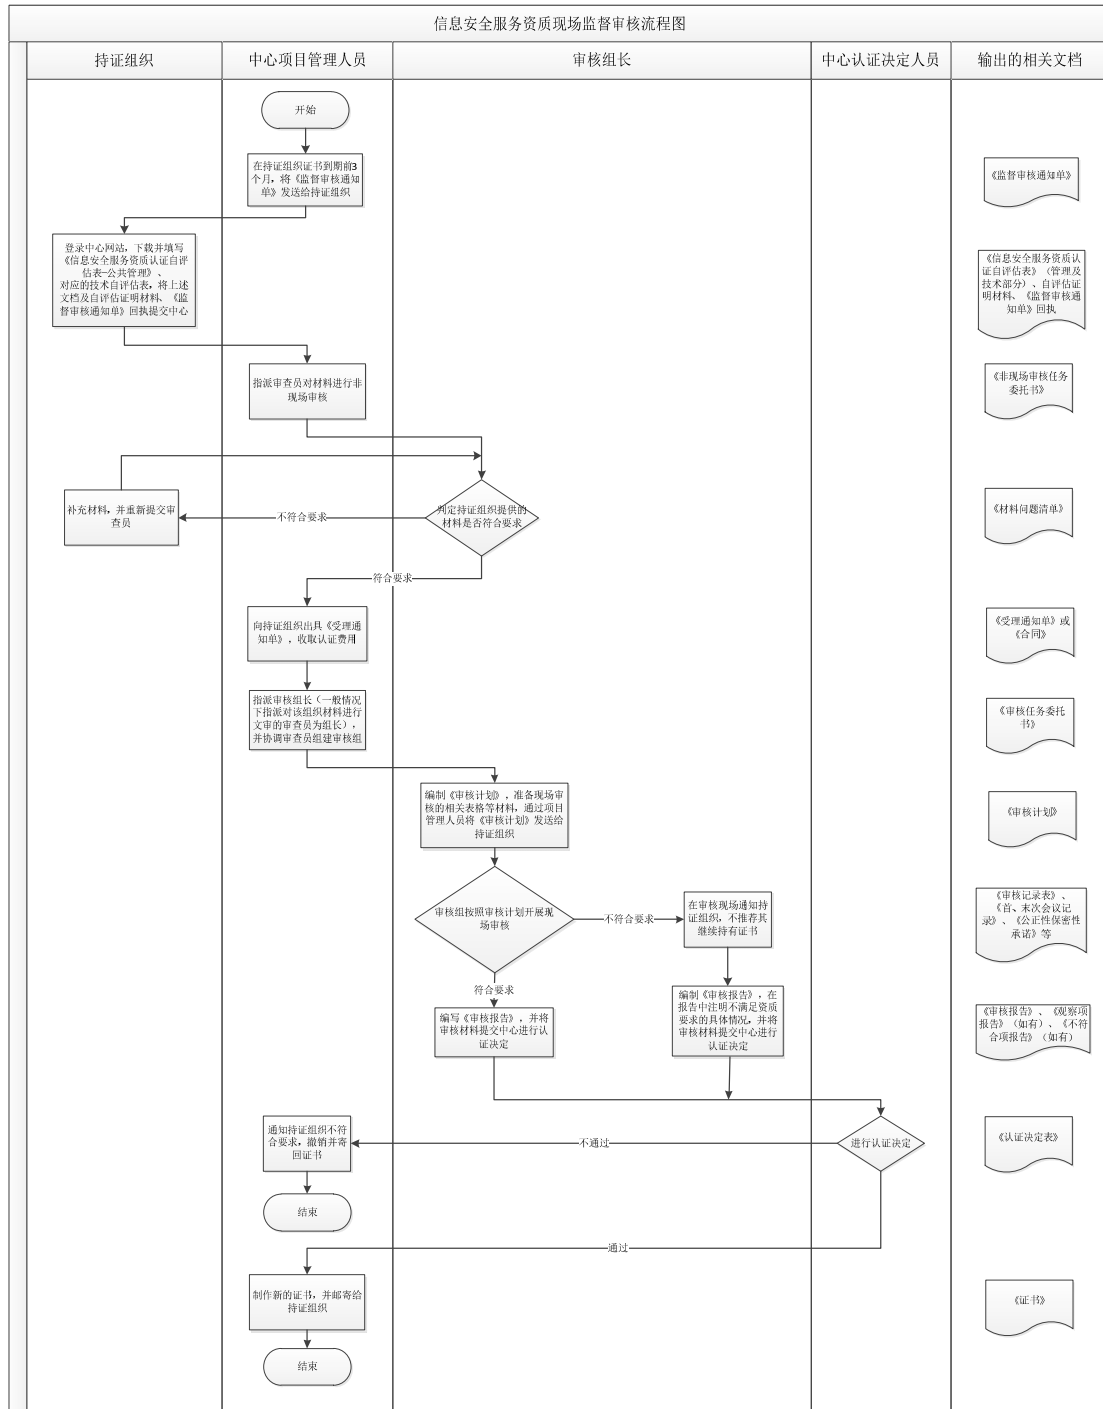 信息安全服务资质现场监督审核流程图
持证组织
中心项目管理人员
审核组长
中心认证决定人员
输出的相关文档
开始
在持证组织证书到期前3
个月，将《监督审核通知
单》发送给持证组织
《监督审核通知单》
登录中心网站，下载并填写
《信息安全服务资质认证自评
估表-公共管理》、
对应的技术自评估表，将上述
文档及自评估证明材料、《监
督审核通知单》回执提交中心
《信息安全服务资质认
证自评估表》（管理及
技术部分）、自评估证
明材料、《监督审核通
知单》回执
指派审查员对材料进行非
现场审核
《非现场审核任务
委托书》
补充材料，并重新提交审
查员
不符合要求
判定持证组织提供的
材料是否符合要求
《材料问题清单》
符合要求
向持证组织出具《受理通
知单》，收取认证费用
《受理通知单》或
《合同》
指派审核组长（一般情况
下指派对该组织材料进行
文审的审查员为组长），
并协调审查员组建审核组
《审核任务委托
书》
编制《审核计划》，准备现场审
核的相关表格等材料，通过项目
管理人员将《审核计划》发送给
持证组织
《审核计划》
审核组按照审核计划开展现
场审核
不符合要求
在审核现场通知持
证组织，不推荐其
继续持有证书
《审核记录表》、
《首、末次会议记
录》、《公正性保密性
承诺》等
符合要求
编写《审核报告》，并将
审核材料提交中心进行认
证决定
编制《审核报告》，在
报告中注明不满足资质
要求的具体情况，并将
审核材料提交中心进行
认证决定
《审核报告》、《观察项
报告》（如有）、《不符
合项报告》（如有）
通知持证组织不符
合要求，撤销并寄
回证书
不通过
进行认证决定
《认证决定表》
结束
通过
制作新的证书，并邮寄给
持证组织
《证书》
结束